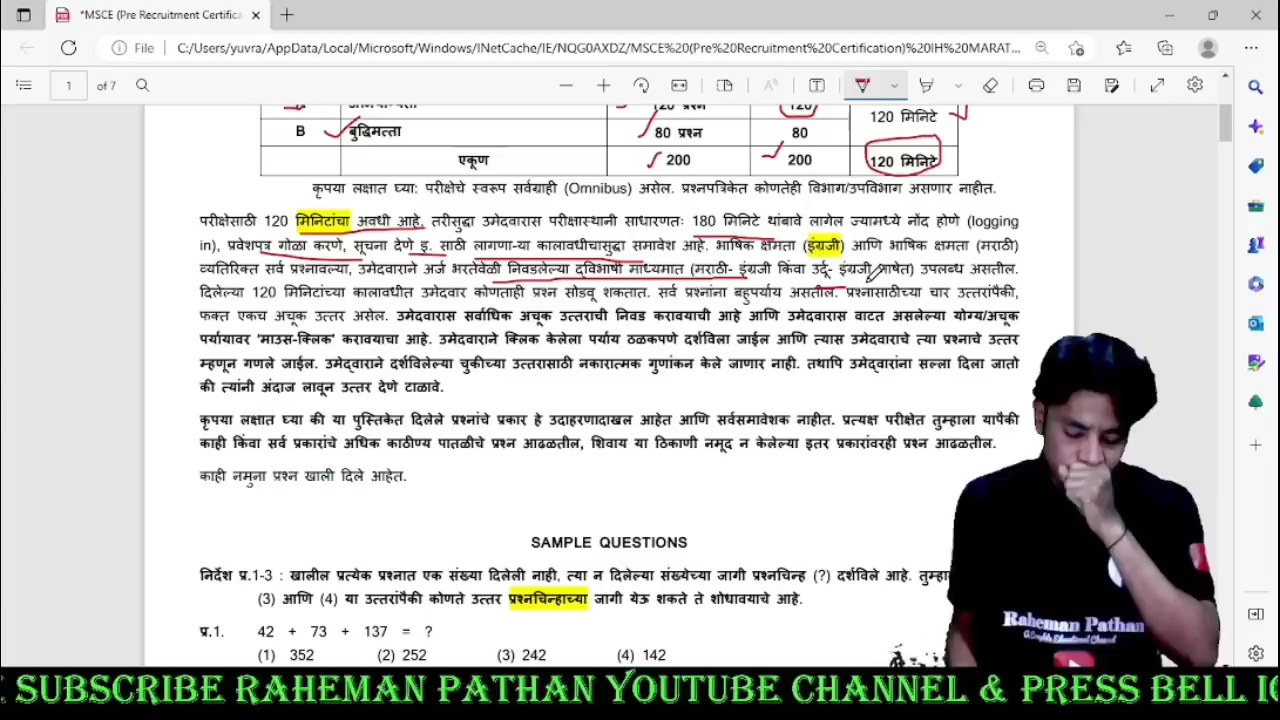 *MSCE (Pre Recruitment Certifica
File C:/Users/yuvra/AppData/Local/Microsoft/Windows/INetCache/IE/NQG0AXDZ/MSCE%20(Pre%20Recruitment%20Certification)%20IH%20MARAT...
1 of 7
120 प्रश्न 120
120 मिनिटे
B बुद्धिमत्ता 80 प्रश्न 80
एकूण 200 200 120 मिनिटे
कृपया लक्षात घ्या: परीक्षेचे स्वरूप सर्वग्राही (Omnibus) असेल. प्रश्नपत्रिकेत कोणतेही विभाग/उपविभाग असणार नाहीत.
परीक्षेसाठी 120 मिनिटांचा अवधी आहे. तरीसुद्धा उमेदवारास परीक्षास्थानी साधारणतः 180 मिनिटे थांबावे लागेल ज्यामध्ये नोंद होणे (logging
in), प्रवेशपत्र गोळा करणे, सूचना देणे इ. साठी लागणा-या कालावधीचासुद्धा समावेश आहे. भाषिक क्षमता (इंग्रजी) आणि भाषिक क्षमता (मराठी)
व्यतिरिक्त सर्व प्रश्नावल्या, उमेदवाराने अर्ज भरतेवेळी निवडलेल्या द्विभाषी माध्यमात (मराठी- इंग्रजी किंवा उर्दू- इंग्रजी भाषेत) उपलब्ध असतील.
दिलेल्या 120 मिनिटांच्या कालावधीत उमेदवार कोणताही प्रश्न सोडवू शकतात. सर्व प्रश्नांना बहुपर्याय असतील. प्रश्नासाठीच्या चार उत्तरांपैकी,
फक्त एकच अचूक उत्तर असेल. उमेदवारास सर्वाधिक अचूक उत्तराची निवड करावयाची आहे आणि उमेदवारास वाटत असलेल्या योग्य/अचूक
पर्यायावर ‘माउस-क्लिक’ करावयाचा आहे. उमेदवाराने क्लिक केलेला पर्याय ठळकपणे दर्शविला जाईल आणि त्यास उमेदवाराचे त्या प्रश्नाचे उत्तर
म्हणून गणले जाईल. उमेदवाराने दर्शविलेल्या चुकीच्या उत्तरासाठी नकारात्मक गुणांकन केले जाणार नाही. तथापि उमेदवारांना सल्ला दिला जातो
की त्यांनी अंदाज लावून उत्तर देणे टाळावे.
कृपया लक्षात घ्या की या पुस्तिकेत दिलेले प्रश्नांचे प्रकार हे उदाहरणादाखल आहेत आणि सर्वसमावेशक नाहीत. प्रत्यक्ष परीक्षेत तुम्हाला यापैकी
काही किंवा सर्व प्रकारांचे अधिक काठीण्य पातळीचे प्रश्न आढळतील, शिवाय या ठिकाणी नमूद न केलेल्या इतर प्रकारांवरही प्रश्न आढळतील.
काही नमुना प्रश्न खाली दिले आहेत.
SAMPLE QUESTIONS
निर्देश प्र.1-3 : खालील प्रत्येक प्रश्नात एक संख्या दिलेली नाही, त्या न दिलेल्या संख्येच्या जागी प्रश्नचिन्ह (?) दर्शविले आहे.
(3) आणि (4) या उत्तरांपैकी कोणते उत्तर प्रश्नचिन्हाच्या जागी येऊ शकते ते शोधावयाचे आहे.
प्र.1. 42 + 73 + 137 = ?
(1) 352 (2) 252 (3) 242 (4) 142
Raheman Pathan
SUBSCRIBE RAHEMAN PATHAN YOUTUBE CHANNEL & PRESS BELL